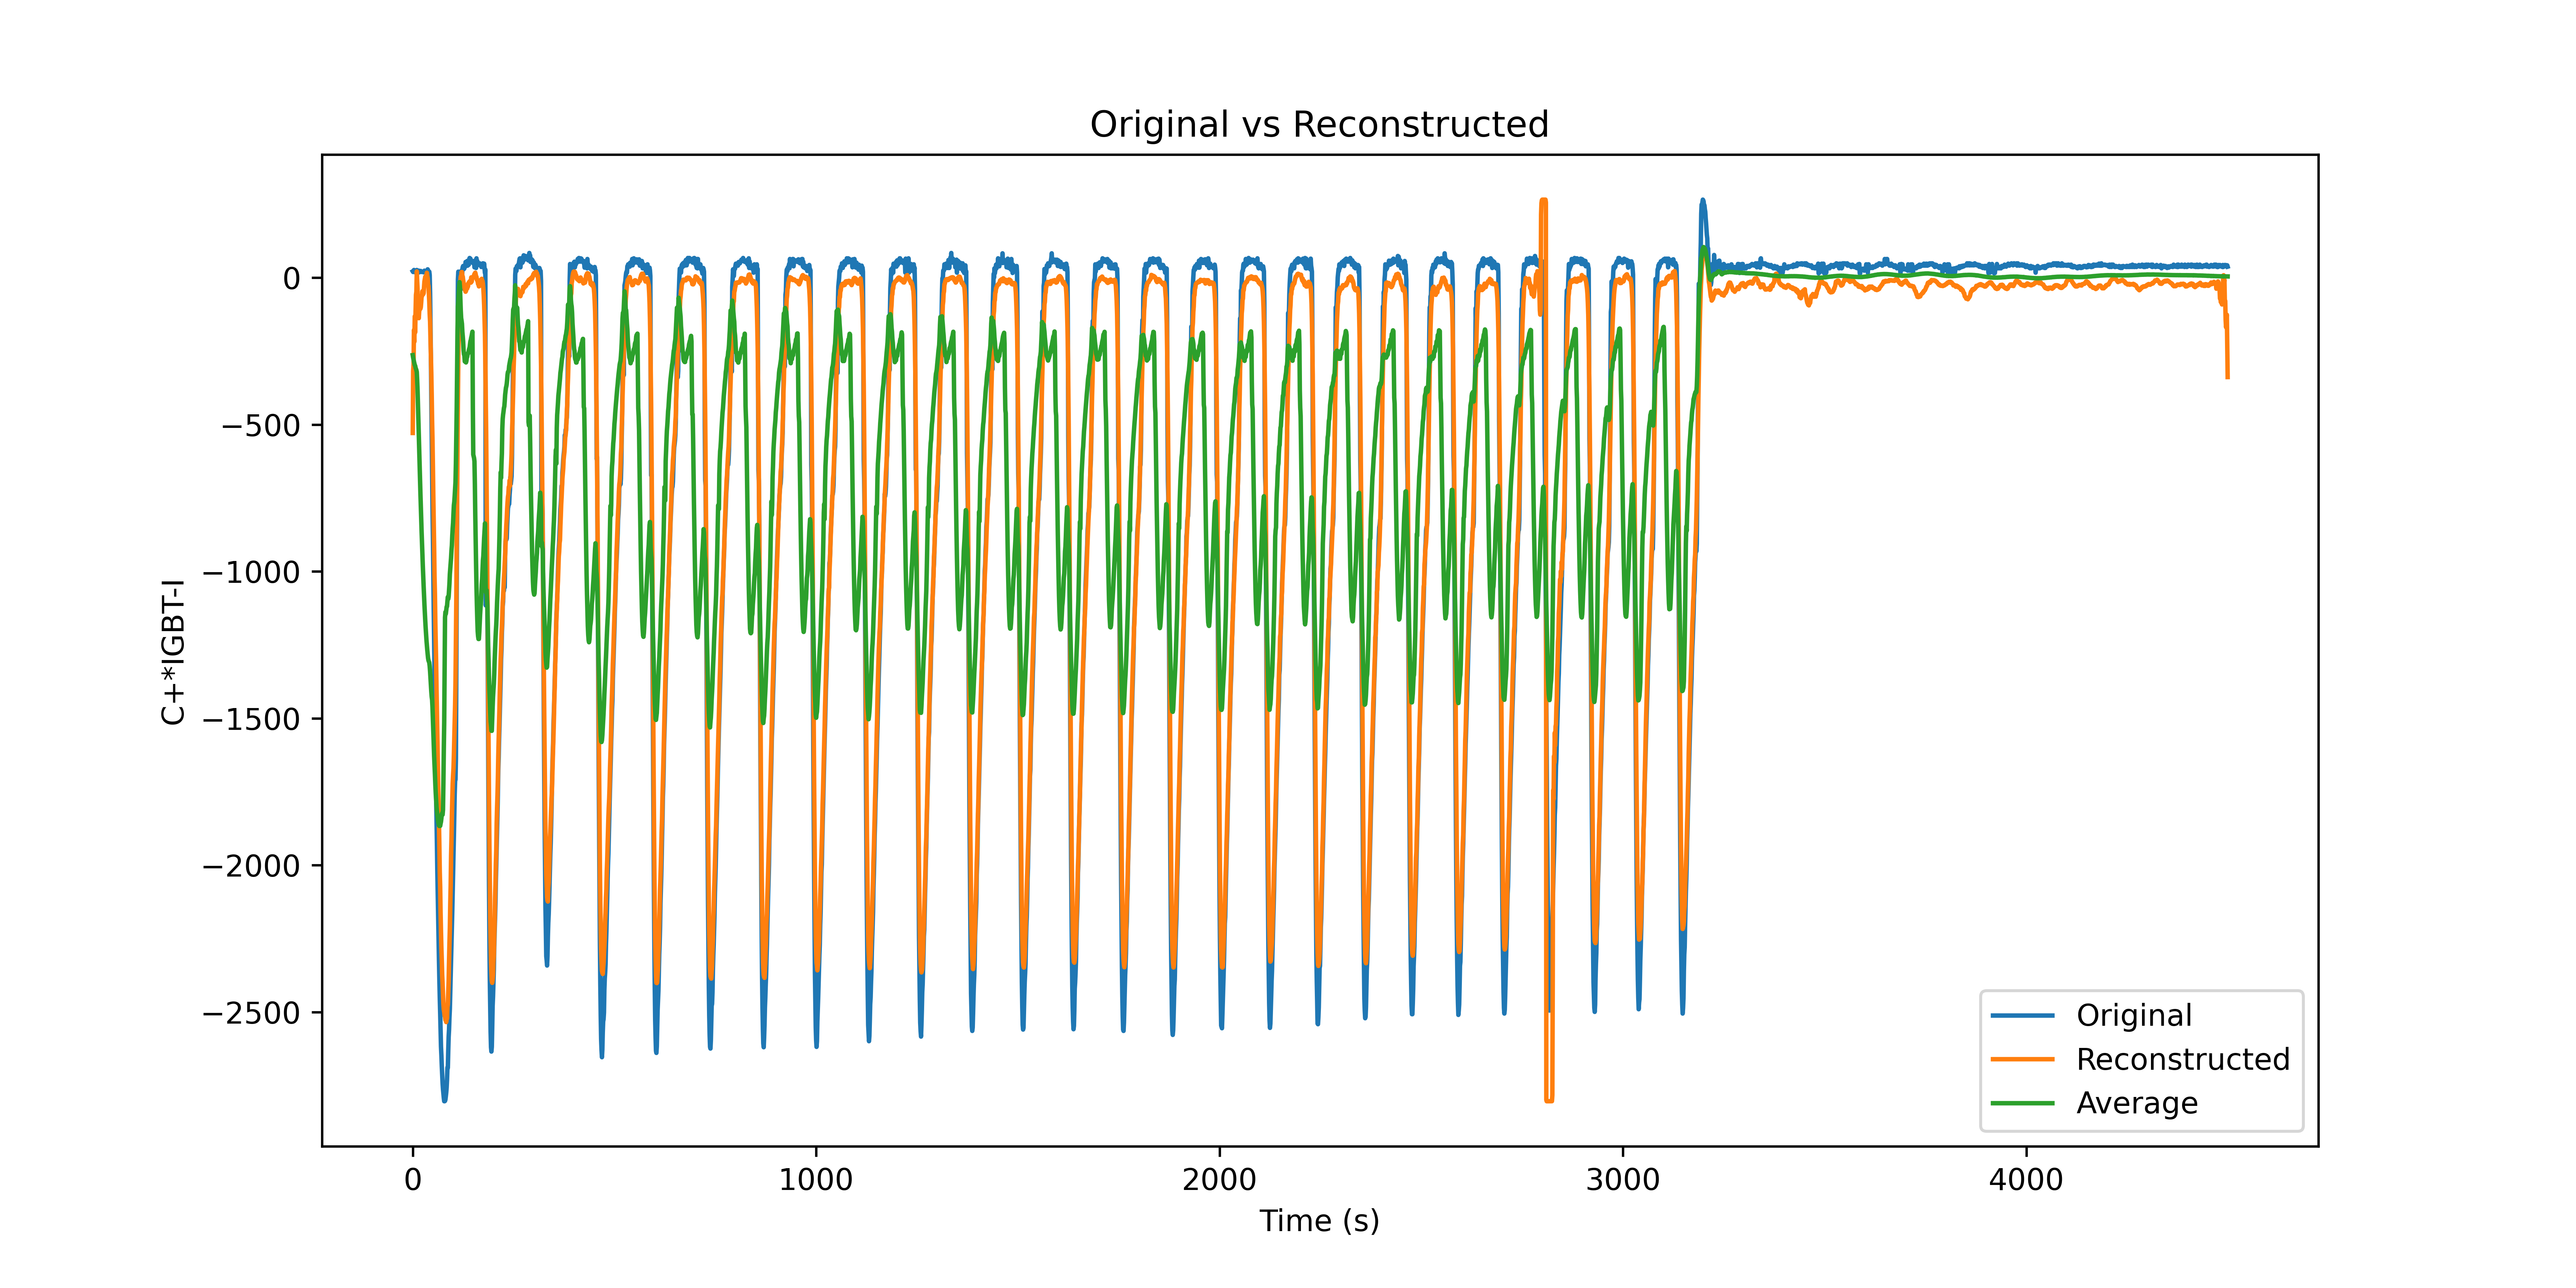 Original vs Reconstructed
C+*IGBT-I
0
−500
−1000
−1500
−2000
−2500
0 1000 2000 3000 4000
Time (s)
Original
Reconstructed
Average